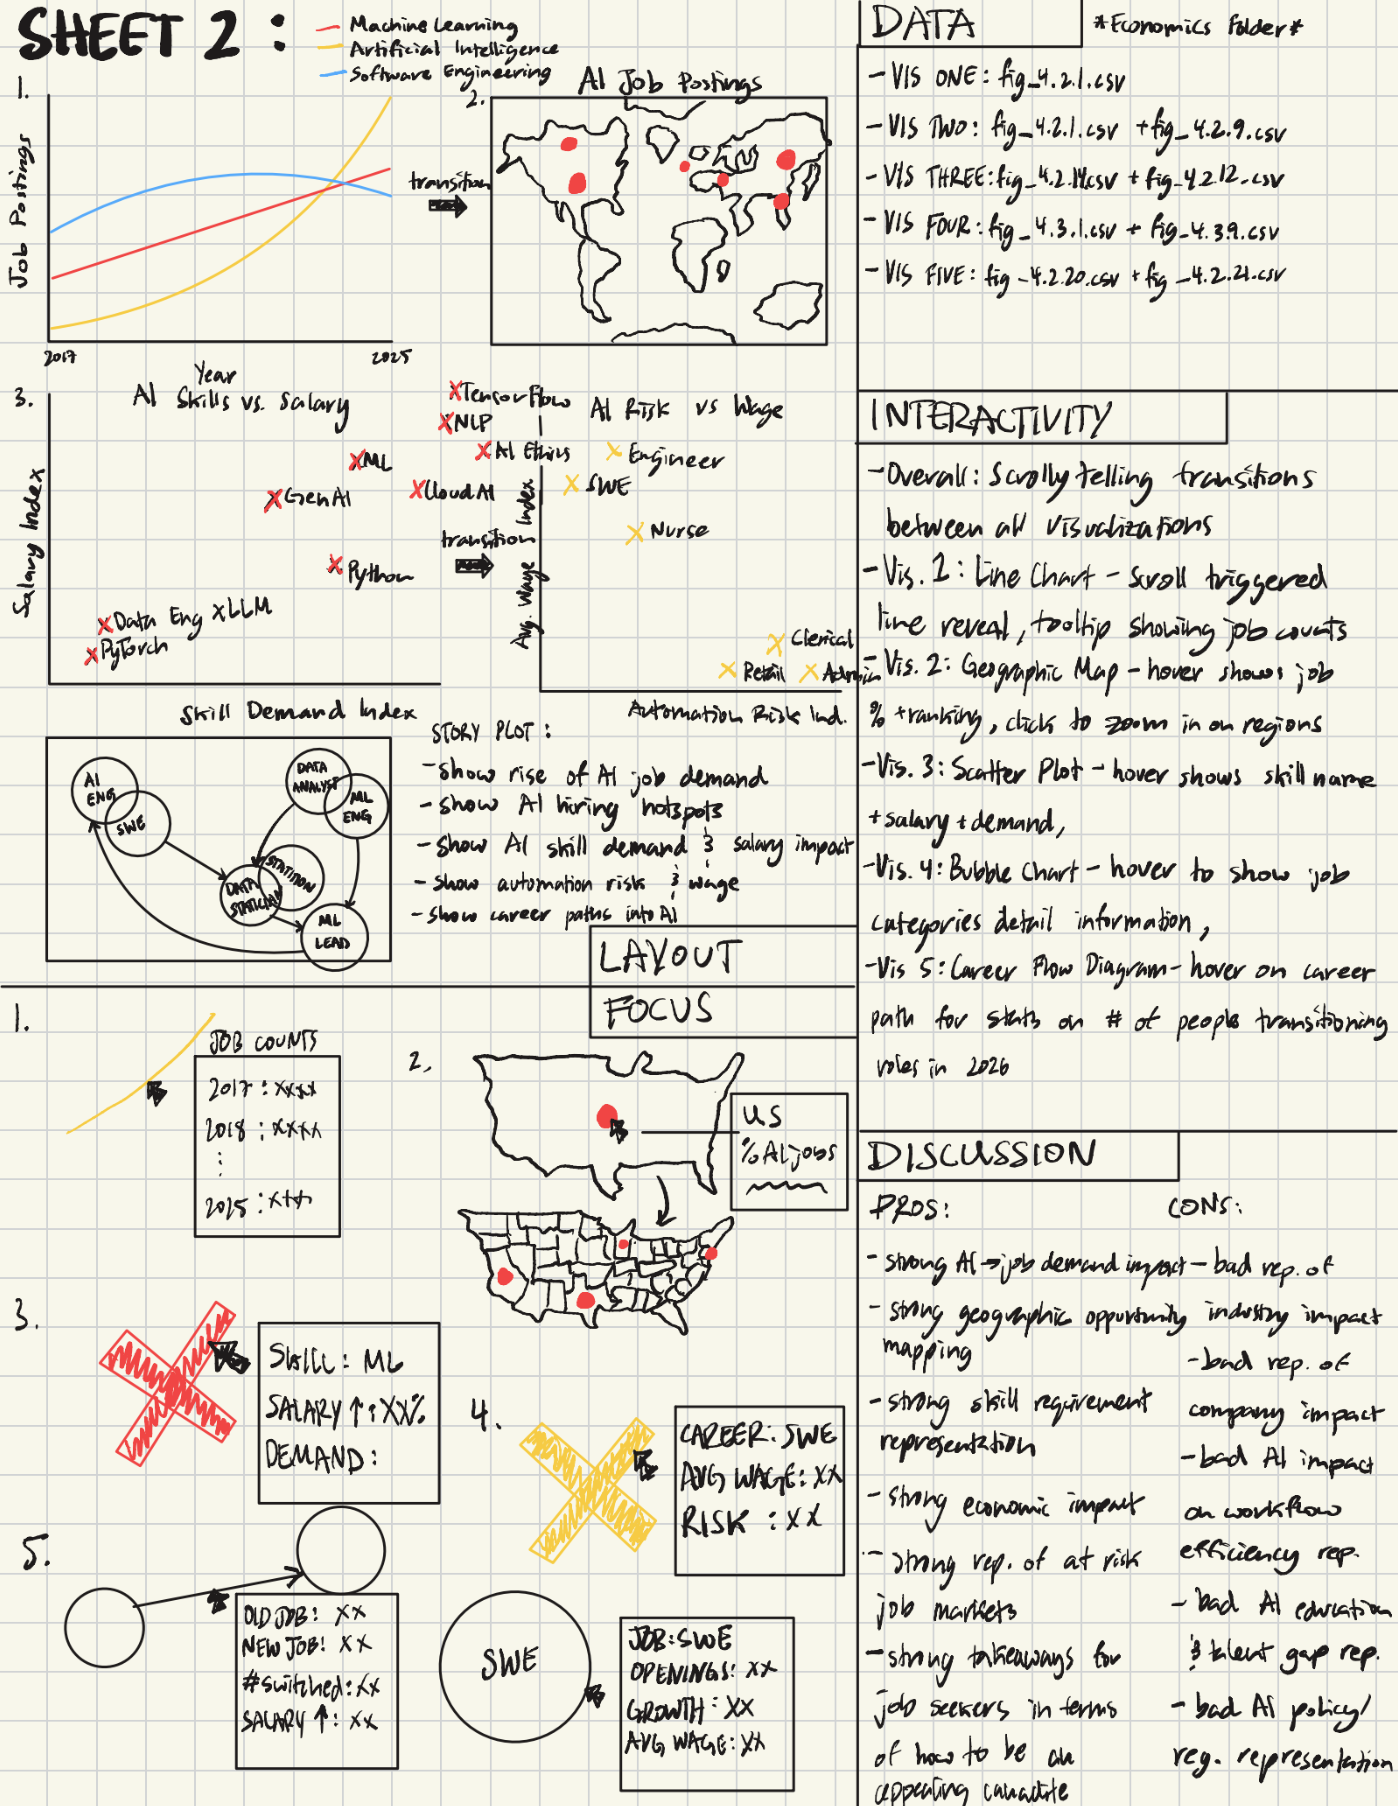 SHEET 2 :
Machine Learning
Artificial Intelligence
Software Engineering
1.
Job Postings
2017
2025
Year
transition
2.
AI Job Postings
3.
AI Skills vs. Salary
Salary Index
XTensorFlow
XNLP
XAI Ethics
XML
XGenAI
XCloudAI
XPython
XData Eng
xLLM
XPyTorch
Skill Demand Index
transition
AI Risk vs Wage
Avg. Wage Index
X Engineer
X SWE
X Nurse
X Clerical
X Retail
X Admin
Automation Risk Ind.
AI
ENG
SWE
DATA
ANALYST
ML
ENG
DATA
ML
LEAD
STORY PLOT :
- show rise of AI job demand
- show AI hiring hotspots
- show AI skill demand & salary impact
- show automation risk & wage
- show career paths into AI
LAYOUT
FOCUS
1.
JOB COUNTS
2017 : xxxx
2018 : xxxx
⋮
2025 : xxx
2.
US
% AI jobs
3.
SKILL : ML
SALARY ↑ : XX%
DEMAND :
4.
CAREER: SWE
AVG WAGE: XX
RISK : XX
5.
OLD JOB: XX
NEW JOB: XX
#switched: XX
SALARY ↑: XX
SWE
JOB: SWE
OPENINGS: XX
GROWTH : XX
AVG WAGE: XX
DATA
*Economics Folder*
- VIS ONE: fig_4.2.1.csv
- VIS TWO: fig_4.2.1.csv + fig_4.2.9.csv
- VIS THREE: fig_4.2.14.csv + fig_4.2.12.csv
- VIS FOUR: fig_4.3.1.csv + fig_4.3.9.csv
- VIS FIVE: fig_4.2.20.csv + fig_4.2.21.csv
INTERACTIVITY
- Overall: Scrollytelling transitions
between all visualizations
- Vis. 1: Line Chart - scroll triggered
line reveal, tooltip showing job counts
- Vis. 2: Geographic Map - hover shows job
% + ranking, click to zoom in on regions
- Vis. 3: Scatter Plot - hover shows skill name
+ salary + demand,
- Vis. 4: Bubble Chart - hover to show job
categories detail information,
- Vis 5: Career Flow Diagram - hover on career
path for stats on # of people transitioning
roles in 2026
DISCUSSION
PROS:
- strong AI → job demand impact
- strong geographic opportunity
mapping
- strong skill requirement
representation
- strong economic impact
- strong rep. of at risk
job markets
- strong takeaways for
job seekers in terms
of how to be an
appealing
CONS:
- bad rep. of
industry impact
- bad rep. of
company impact
- bad AI impact
on workflow
efficiency rep.
- bad AI education
& talent gap rep.
- bad AI policy/
reg. representation